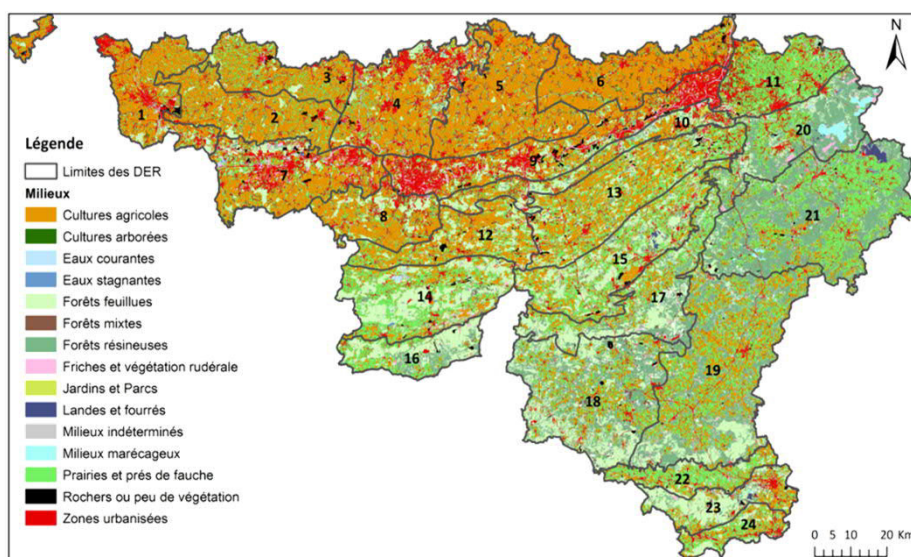 N
1
2
3
4
5
6
7
8
9
10
11
12
13
14
15
16
17
18
19
20
21
22
23
24
Légende
Limites des DER
Milieux
Cultures agricoles
Cultures arborées
Eaux courantes
Eaux stagnantes
Forêts feuillues
Forêts mixtes
Forêts résineuses
Friches et végétation rudérale
Jardins et Parcs
Landes et fourrés
Milieux indéterminés
Milieux marécageux
Prairies et prés de fauche
Rochers ou peu de végétation
Zones urbanisées
0 5 10 20 Km